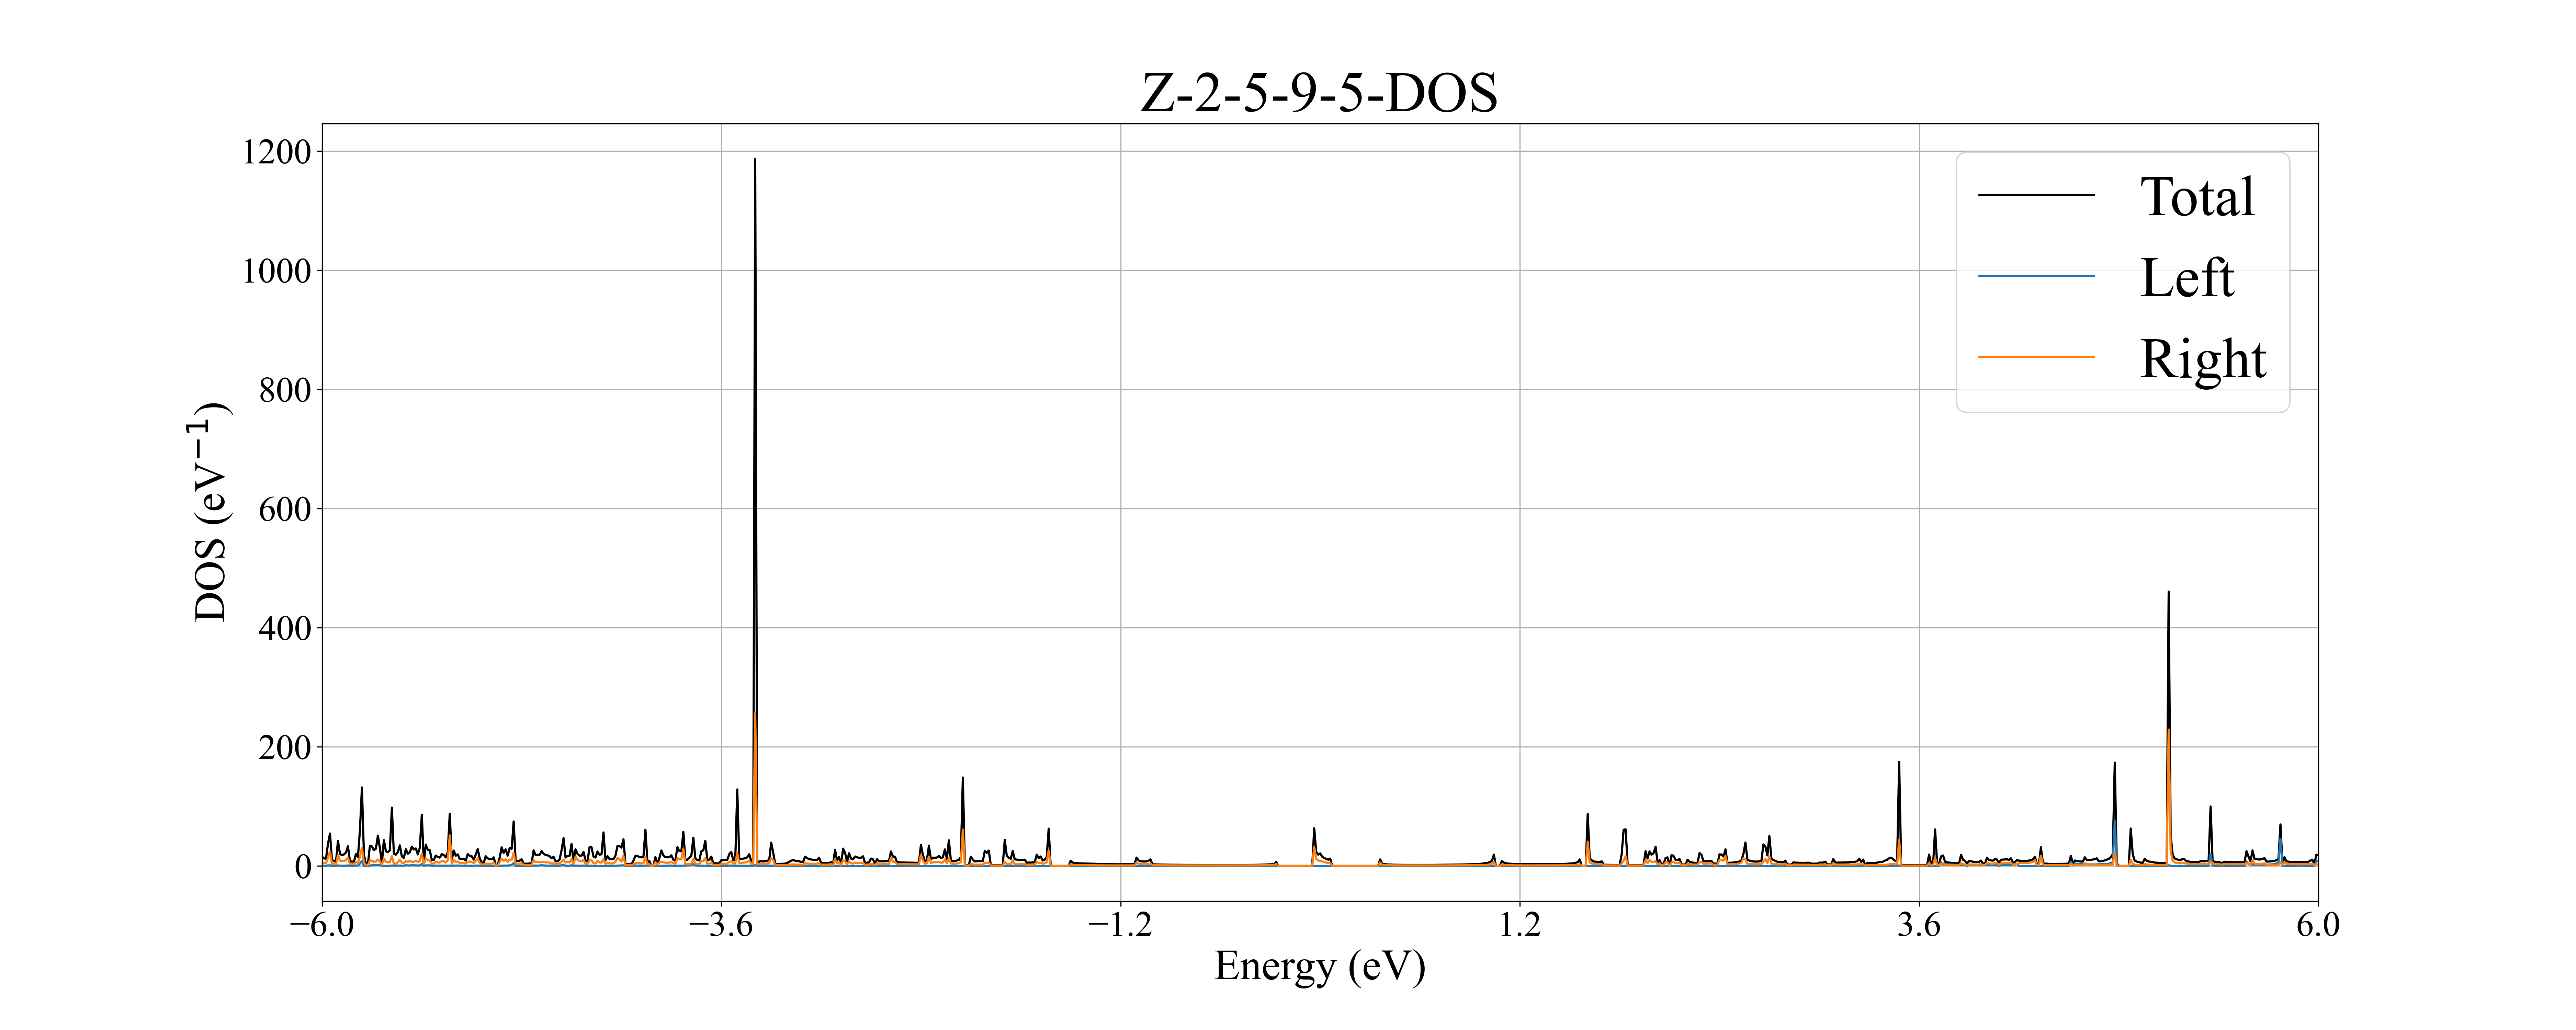 Z-2-5-9-5-DOS
1200
1000
800
600
400
200
0
DOS (eV⁻¹)
Total
Left
Right
−6.0 −3.6 −1.2 1.2 3.6 6.0
Energy (eV)